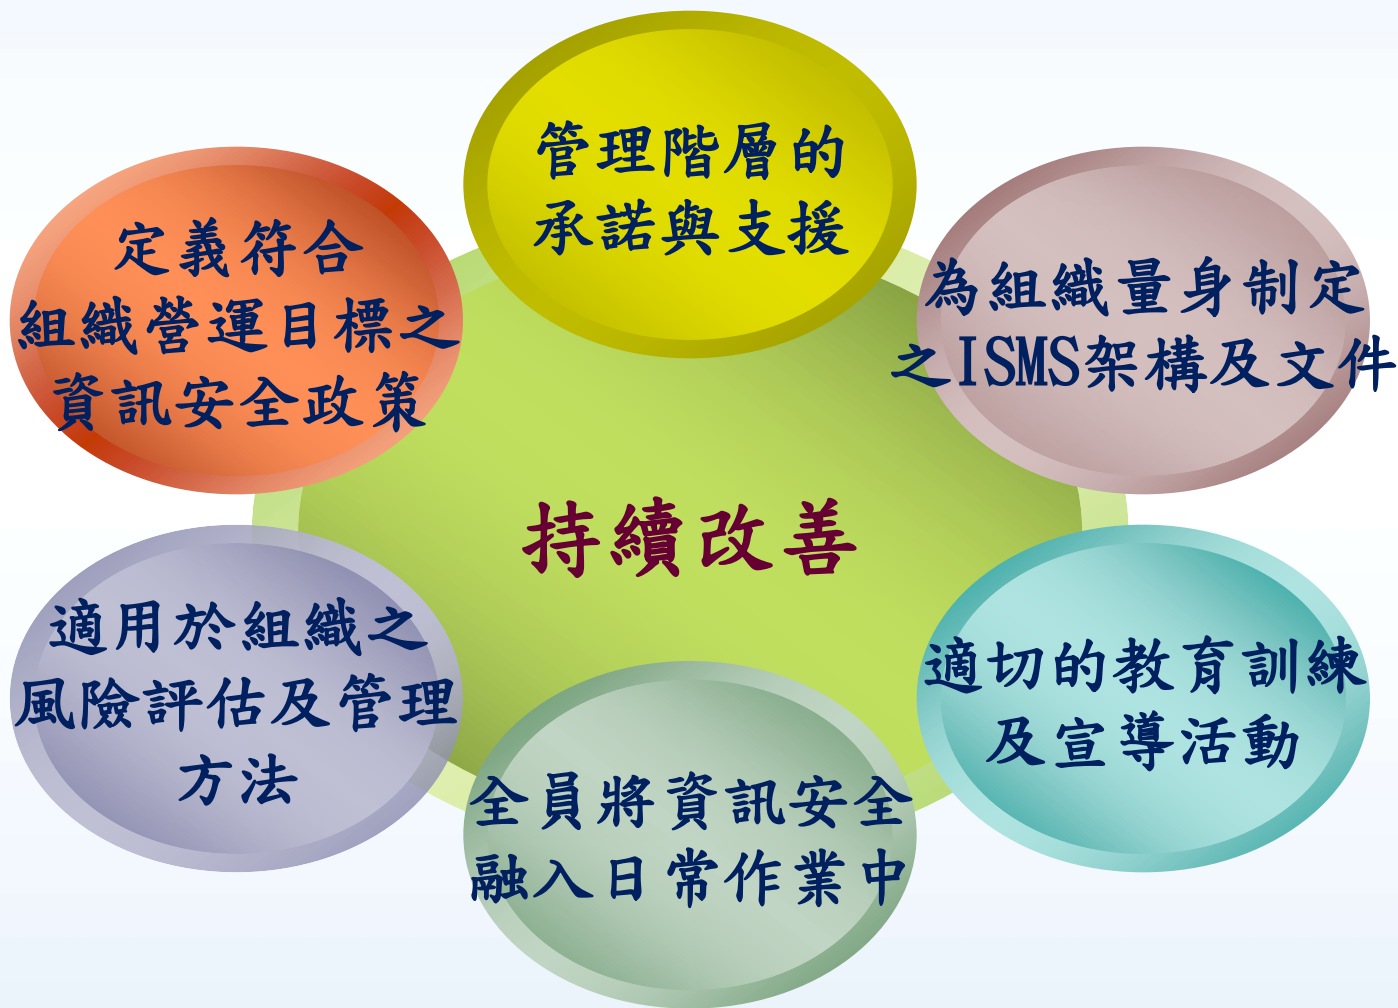 管理階層的
承諾與支援
定義符合
組織營運目標之
資訊安全政策
為組織量身制定
之ISMS架構及文件
持續改善
適用於組織之
風險評估及管理
方法
適切的教育訓練
及宣導活動
全員將資訊安全
融入日常作業中